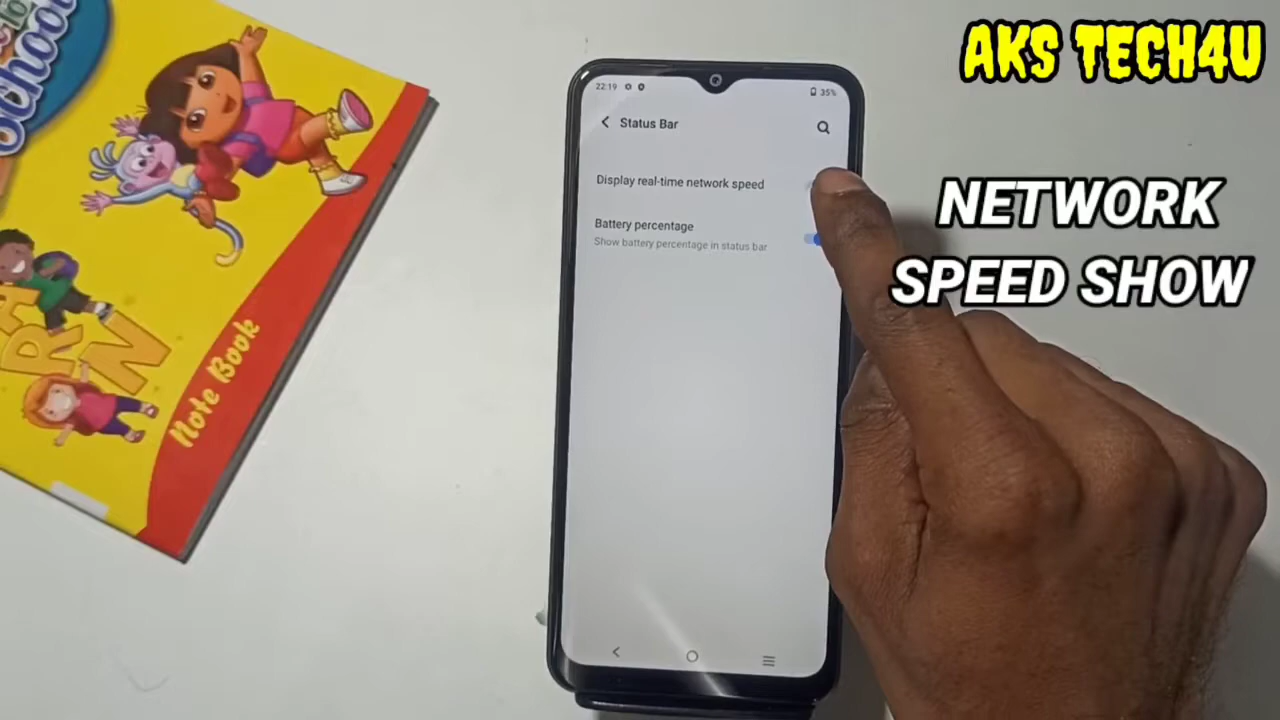 School
AKS TECH4U
22:19
35%
Status Bar
Display real-time network speed
Battery percentage
Show battery percentage in status bar
NETWORK
SPEED SHOW
RAN
Note Book